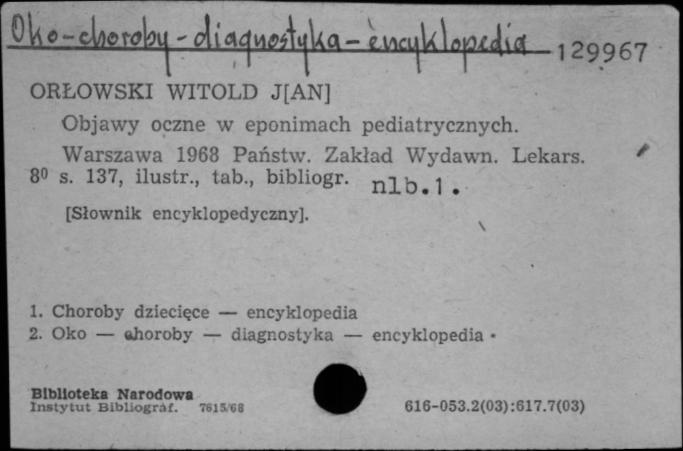 Oko-choroby-diagnostyka-encyklopedia 129967
ORŁOWSKI WITOLD J[AN]
Objawy oczne w eponimach pediatrycznych.
Warszawa 1968 Państw. Zakład Wydawn. Lekars.
8⁰ s. 137, ilustr., tab., bibliogr. nlb.1.
[Słownik encyklopedyczny].
1. Choroby dziecięce — encyklopedia
2. Oko — choroby — diagnostyka — encyklopedia
Biblioteka Narodowa
Instytut Bibliograf. 7615/68 616-053.2(03):617.7(03)